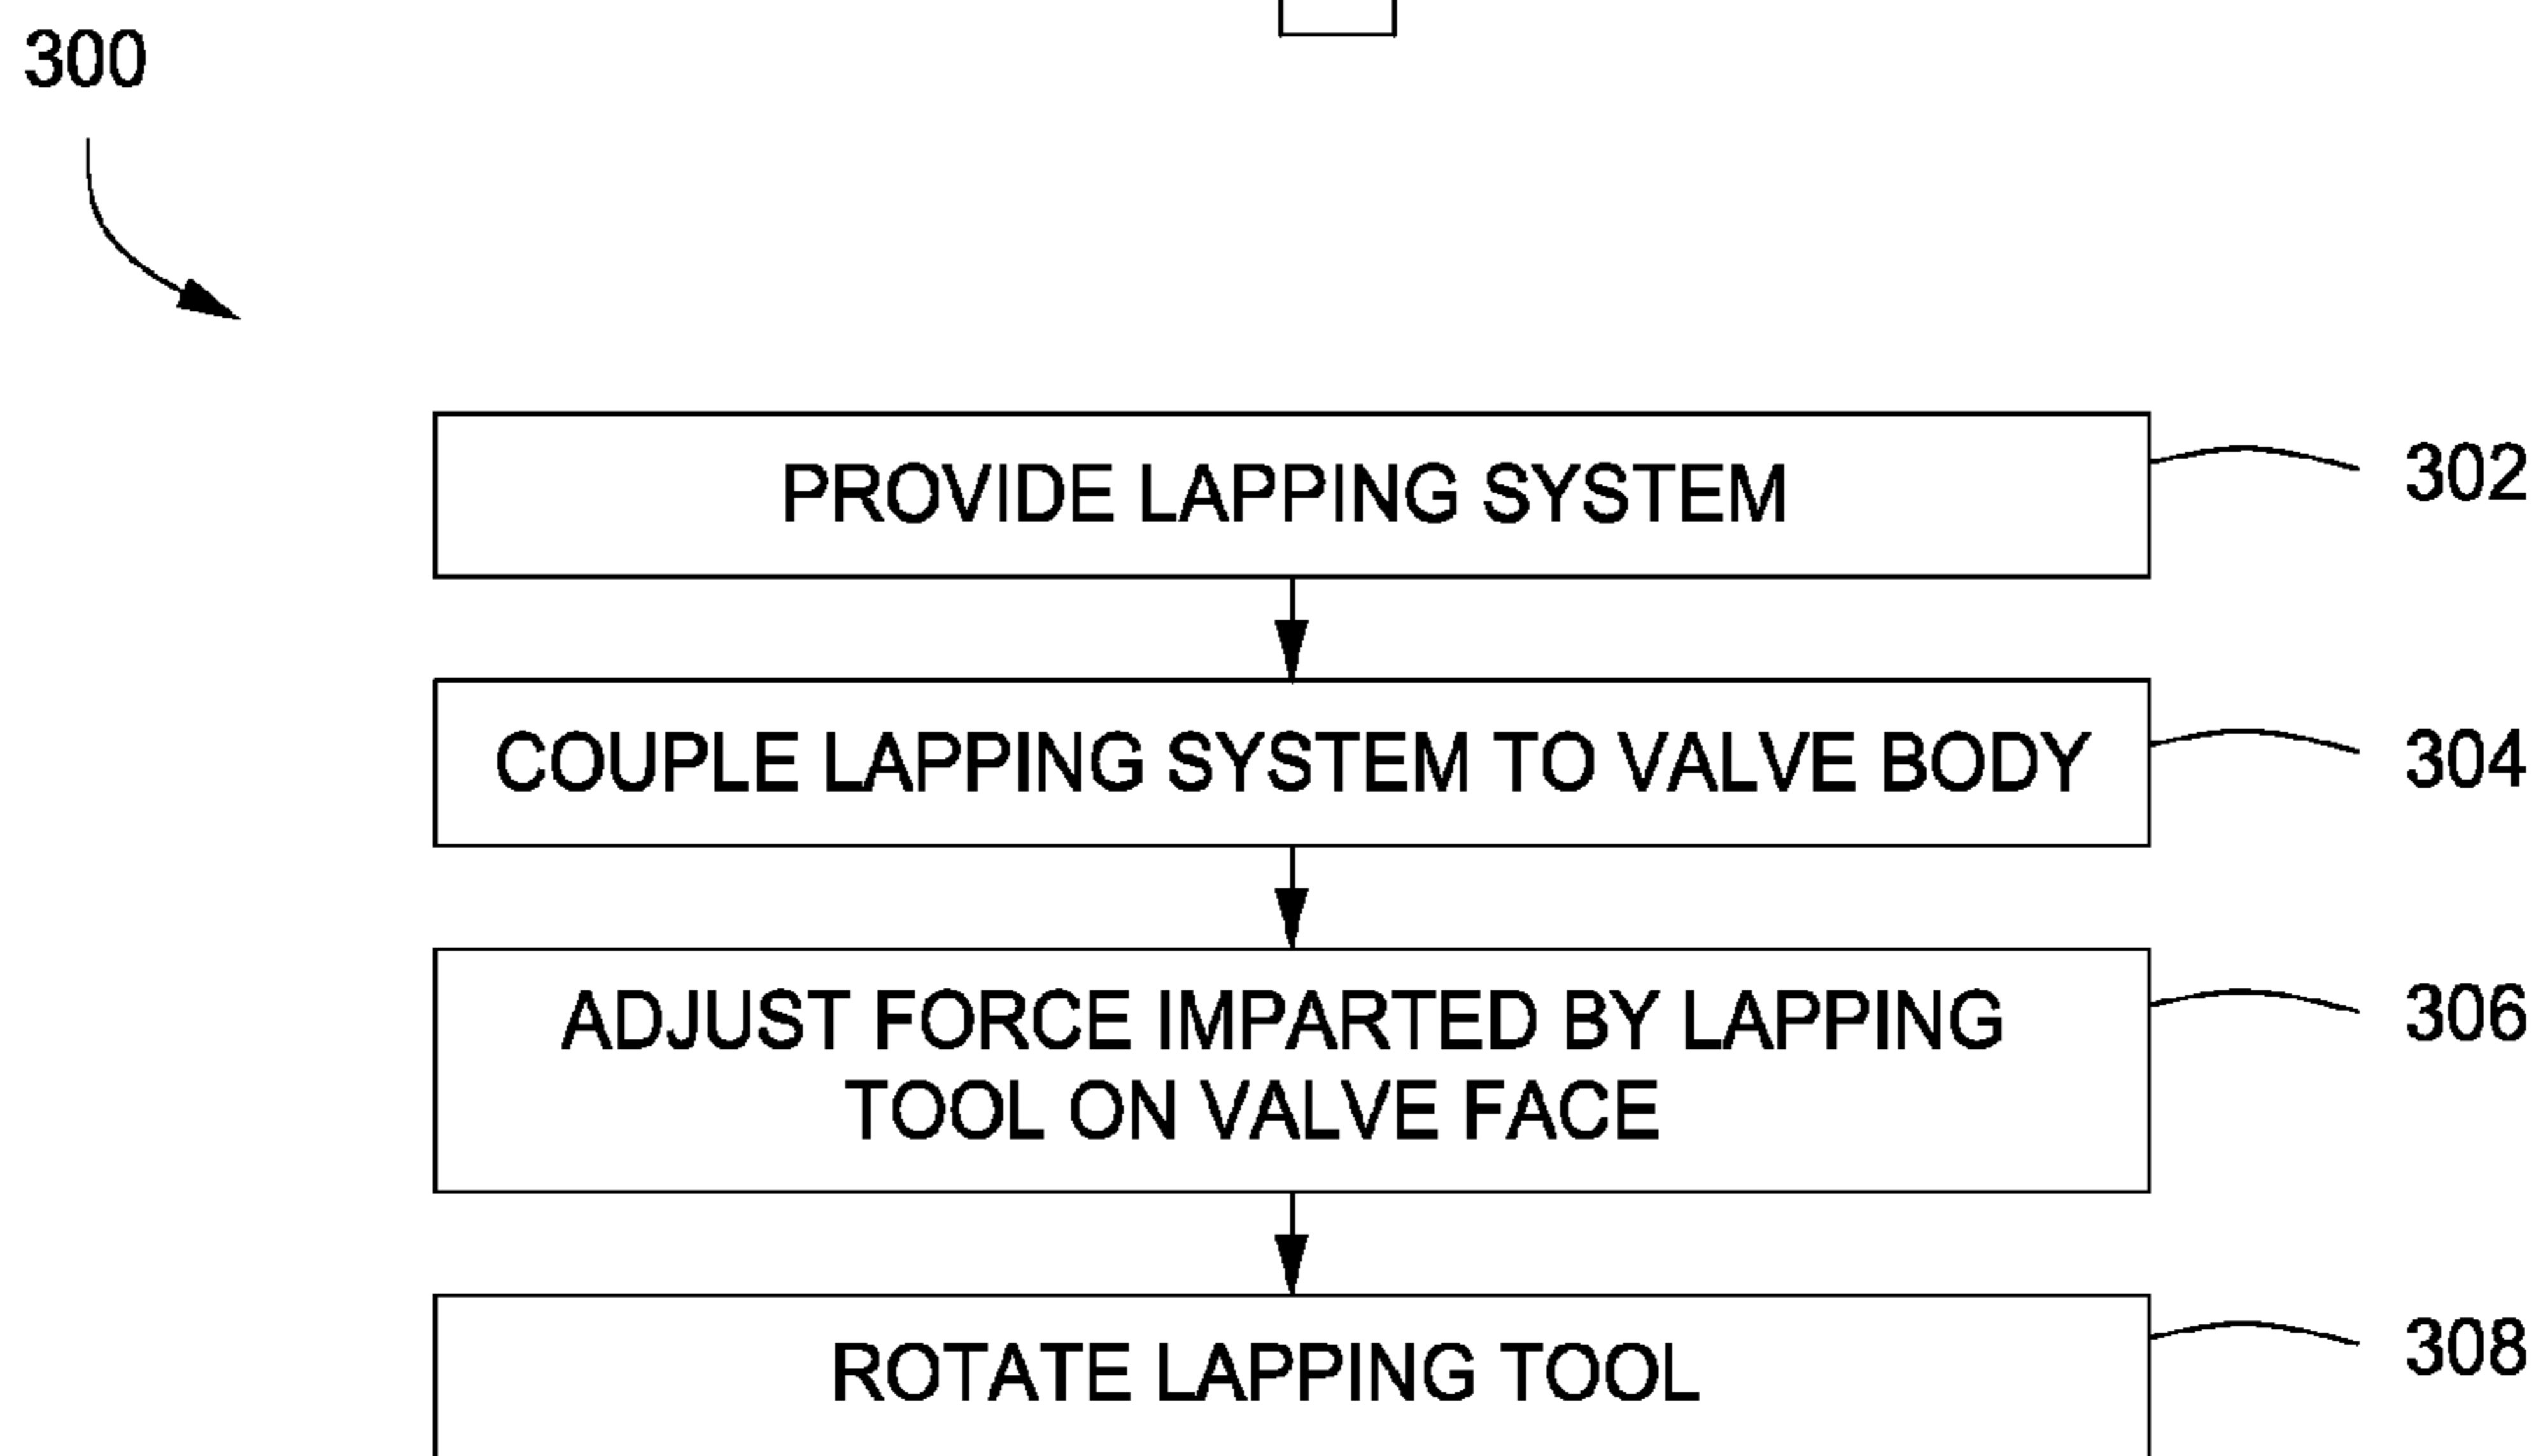 300
PROVIDE LAPPING SYSTEM
302
COUPLE LAPPING SYSTEM TO VALVE BODY
304
ADJUST FORCE IMPARTED BY LAPPING
TOOL ON VALVE FACE
306
ROTATE LAPPING TOOL
308